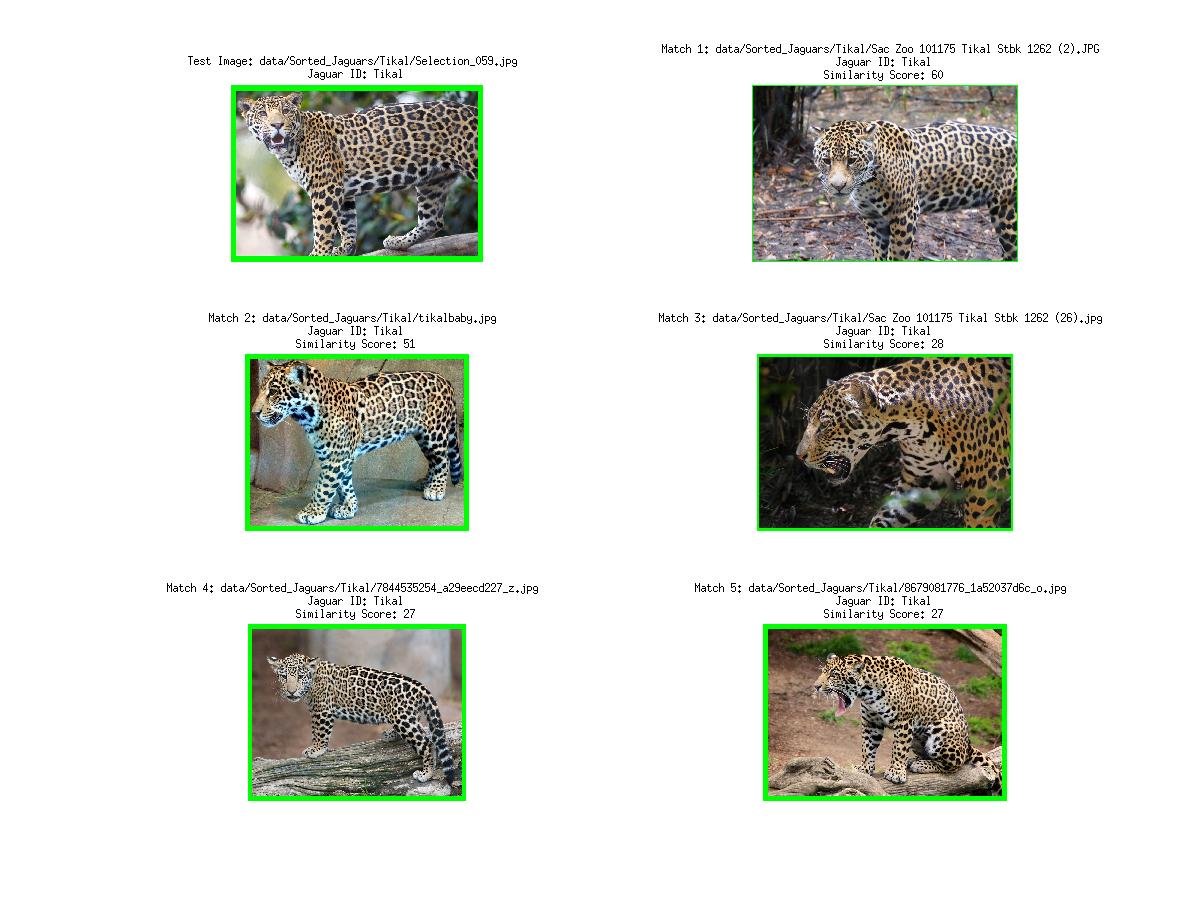 Test Image: data/Sorted_Jaguars/Tikal/Selection_059.jpg
Jaguar ID: Tikal
Match 1: data/Sorted_Jaguars/Tikal/Sac Zoo 101175 Tikal Stbk 1262 (2).JPG
Jaguar ID: Tikal
Similarity Score: 60
Match 2: data/Sorted_Jaguars/Tikal/tikalbaby.jpg
Jaguar ID: Tikal
Similarity Score: 51
Match 3: data/Sorted_Jaguars/Tikal/Sac Zoo 101175 Tikal Stbk 1262 (26).jpg
Jaguar ID: Tikal
Similarity Score: 28
Match 4: data/Sorted_Jaguars/Tikal/7844535254_a29eecd227_z.jpg
Jaguar ID: Tikal
Similarity Score: 27
Match 5: data/Sorted_Jaguars/Tikal/8679081776_1a52037d6c_o.jpg
Jaguar ID: Tikal
Similarity Score: 27